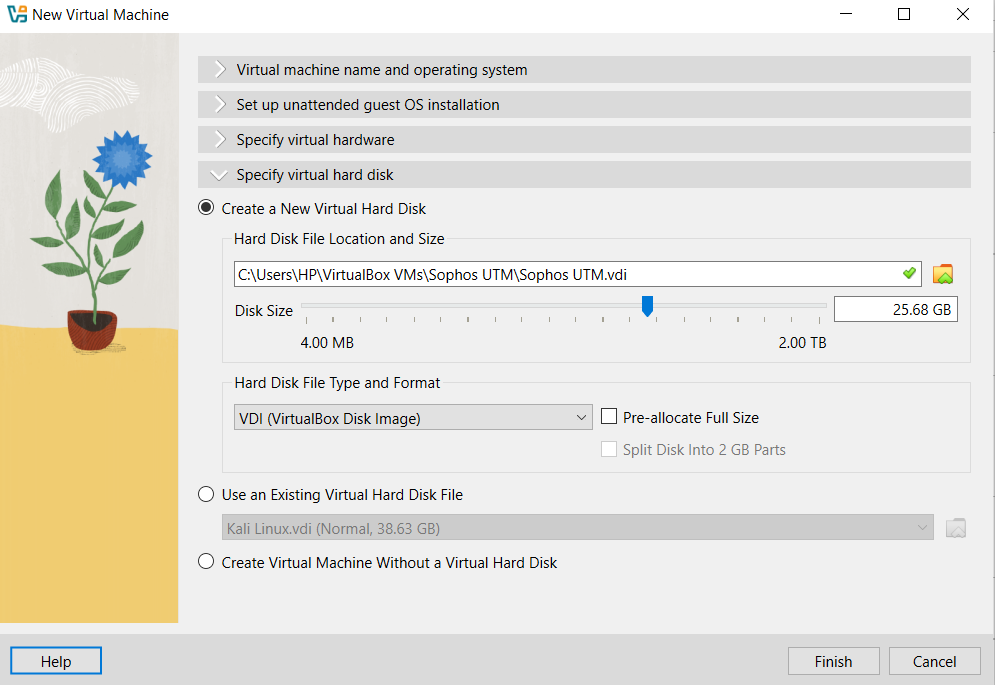 New Virtual Machine
Virtual machine name and operating system
Set up unattended guest OS installation
Specify virtual hardware
Specify virtual hard disk
Create a New Virtual Hard Disk
Hard Disk File Location and Size
C:\Users\HP\VirtualBox VMs\Sophos UTM\Sophos UTM.vdi
Disk Size 25.68 GB
4.00 MB 2.00 TB
Hard Disk File Type and Format
VDI (VirtualBox Disk Image) Pre-allocate Full Size
Split Disk Into 2 GB Parts
Use an Existing Virtual Hard Disk File
Kali Linux.vdi (Normal, 38.63 GB)
Create Virtual Machine Without a Virtual Hard Disk
Help Finish Cancel